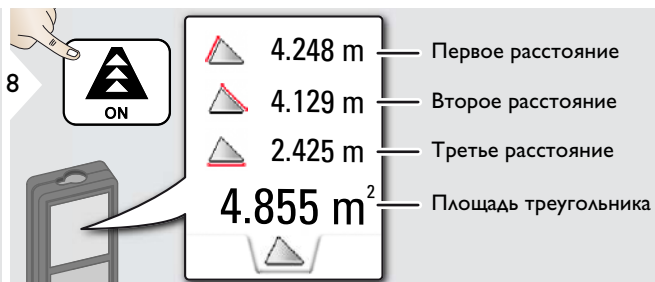 8
ON
4.248 m Первое расстояние
4.129 m Второе расстояние
2.425 m Третье расстояние
4.855 m² Площадь треугольника